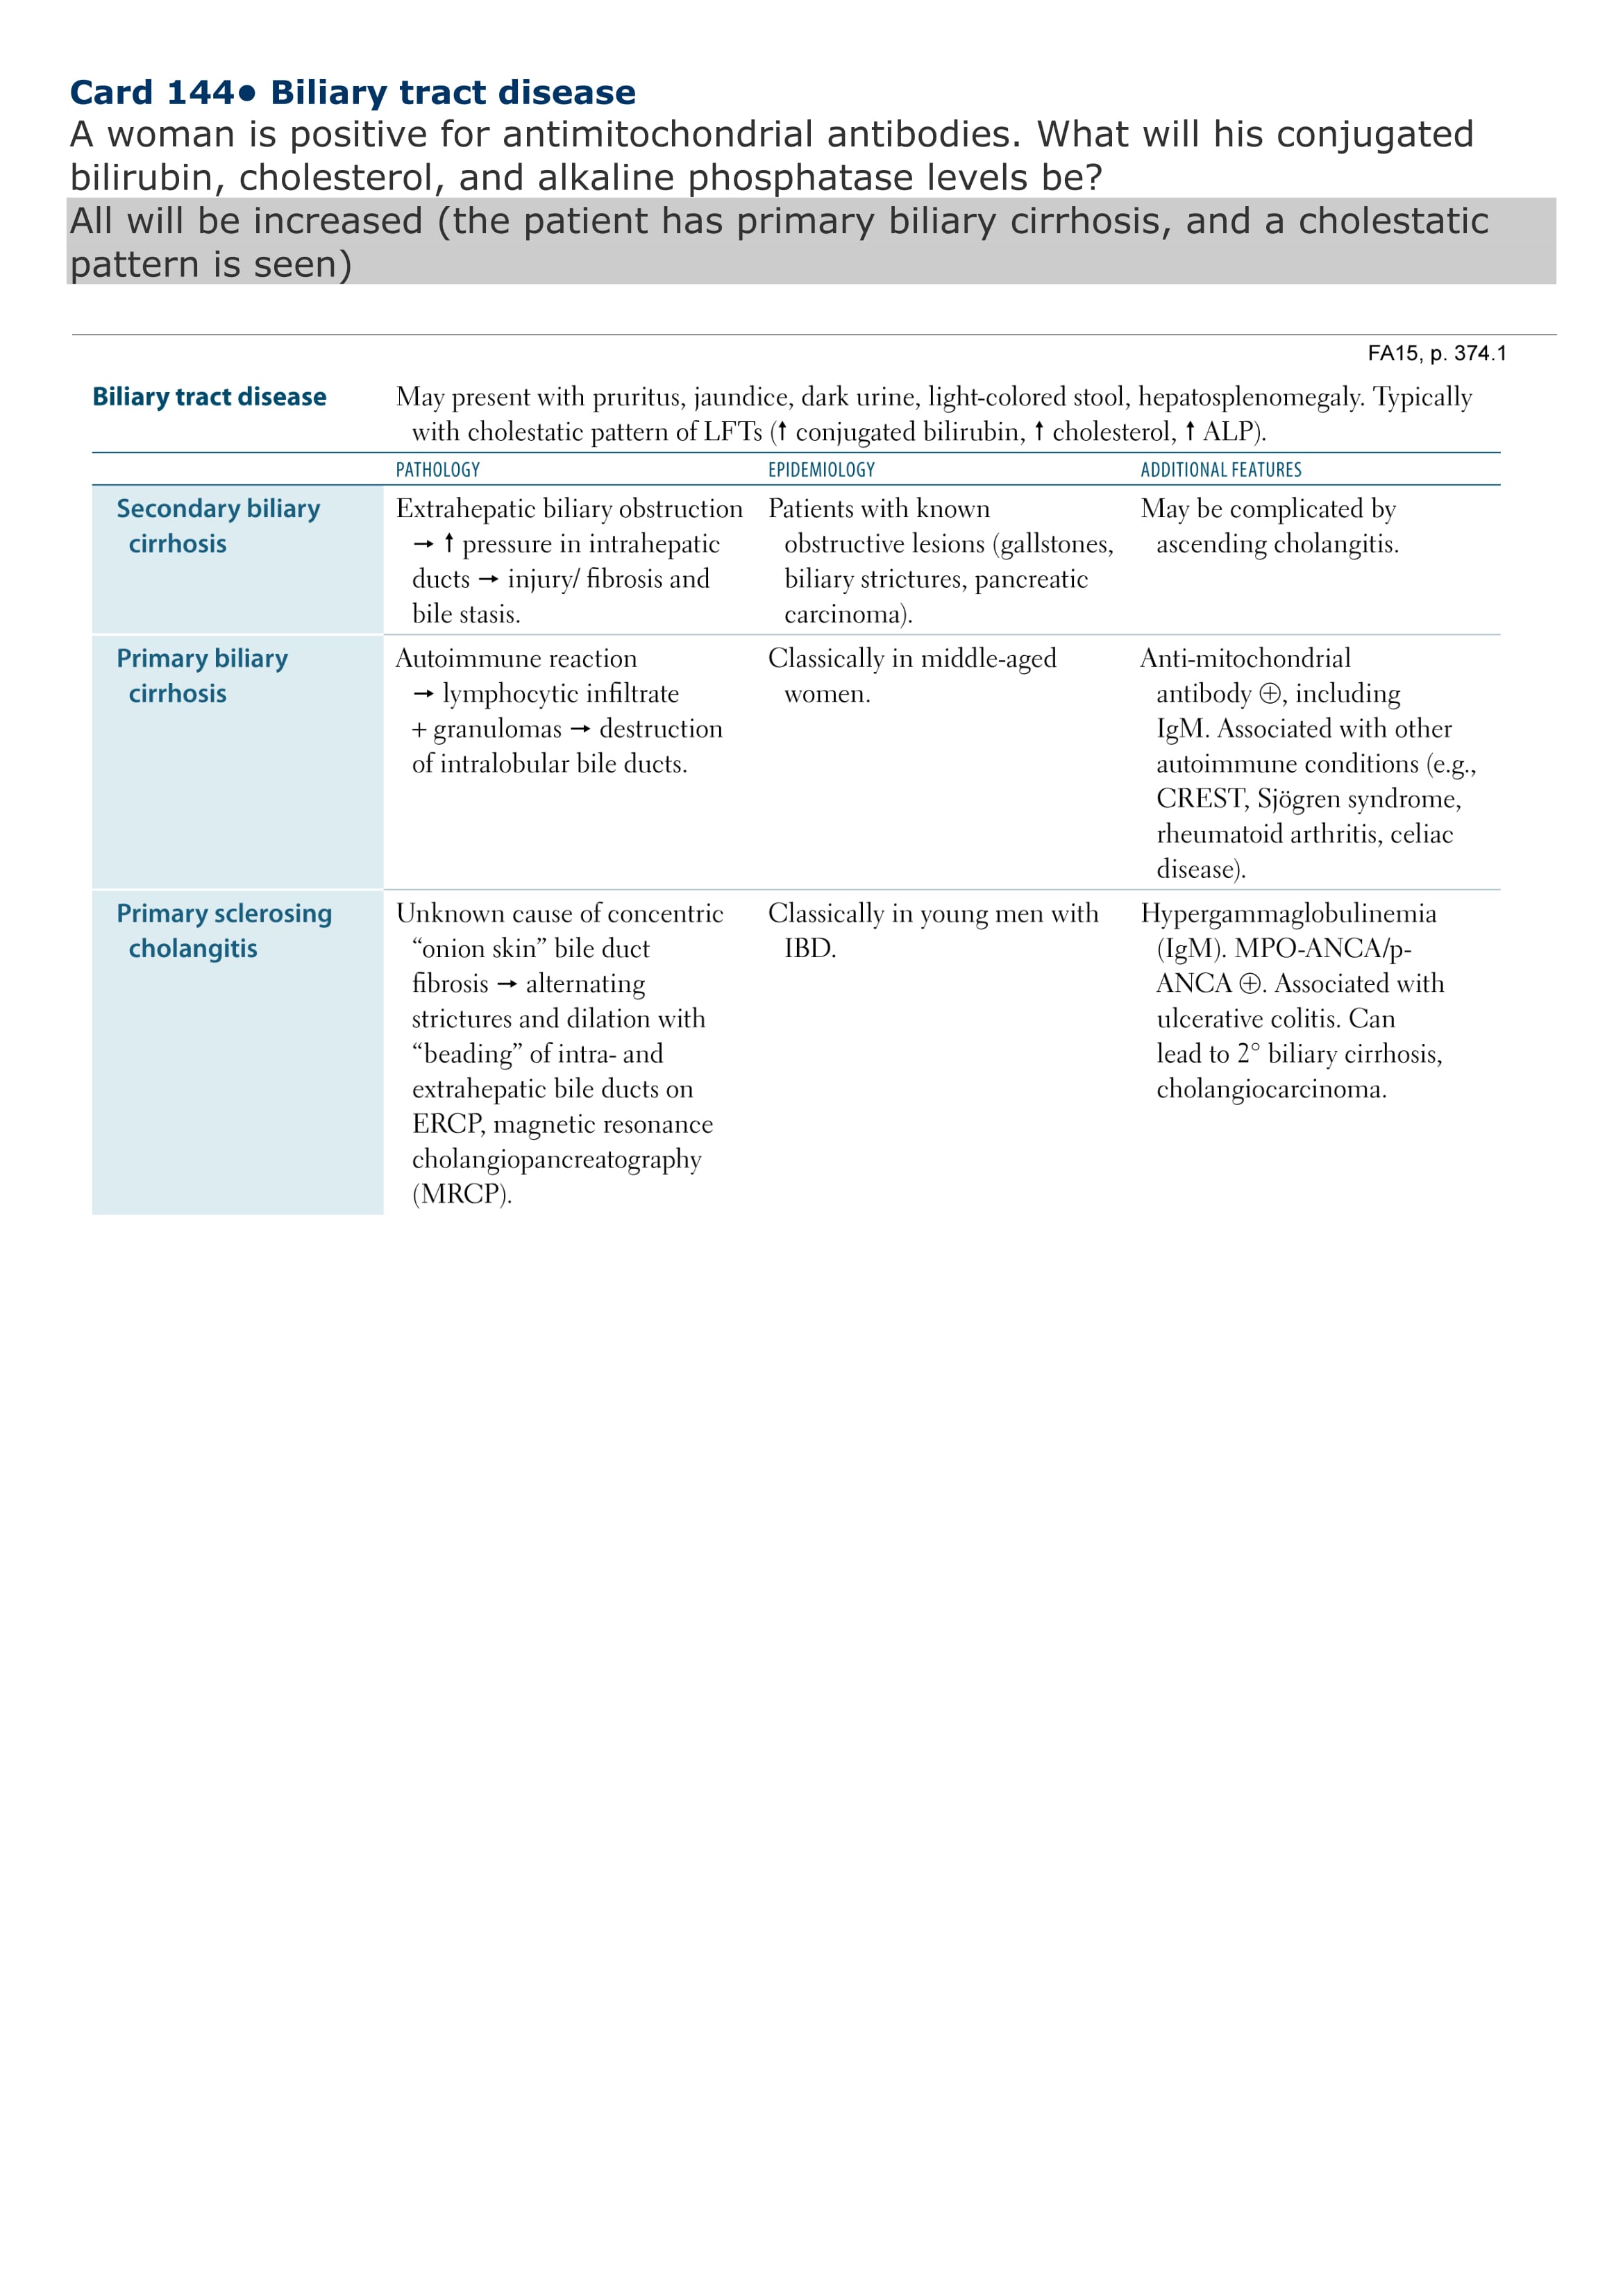 Card 144• Biliary tract disease
A woman is positive for antimitochondrial antibodies. What will his conjugated
bilirubin, cholesterol, and alkaline phosphatase levels be?
All will be increased (the patient has primary biliary cirrhosis, and a cholestatic
pattern is seen)
FA15, p. 374.1
Biliary tract disease
May present with pruritus, jaundice, dark urine, light-colored stool, hepatosplenomegaly. Typically
with cholestatic pattern of LFTs (↑ conjugated bilirubin, ↑ cholesterol, ↑ ALP).
PATHOLOGY
EPIDEMIOLOGY
ADDITIONAL FEATURES
Secondary biliary
cirrhosis
Extrahepatic biliary obstruction
→ ↑ pressure in intrahepatic
ducts → injury/ fibrosis and
bile stasis.
Patients with known
obstructive lesions (gallstones,
biliary strictures, pancreatic
carcinoma).
May be complicated by
ascending cholangitis.
Primary biliary
cirrhosis
Autoimmune reaction
→ lymphocytic infiltrate
+ granulomas → destruction
of intralobular bile ducts.
Classically in middle-aged
women.
Anti-mitochondrial
antibody ⊕, including
IgM. Associated with other
autoimmune conditions (e.g.,
CREST, Sjögren syndrome,
rheumatoid arthritis, celiac
disease).
Primary sclerosing
cholangitis
Unknown cause of concentric
“onion skin” bile duct
fibrosis → alternating
strictures and dilation with
“beading” of intra- and
extrahepatic bile ducts on
ERCP, magnetic resonance
cholangiopancreatography
(MRCP).
Classically in young men with
IBD.
Hypergammaglobulinemia
(IgM). MPO-ANCA/p-
ANCA ⊕. Associated with
ulcerative colitis. Can
lead to 2° biliary cirrhosis,
cholangiocarcinoma.